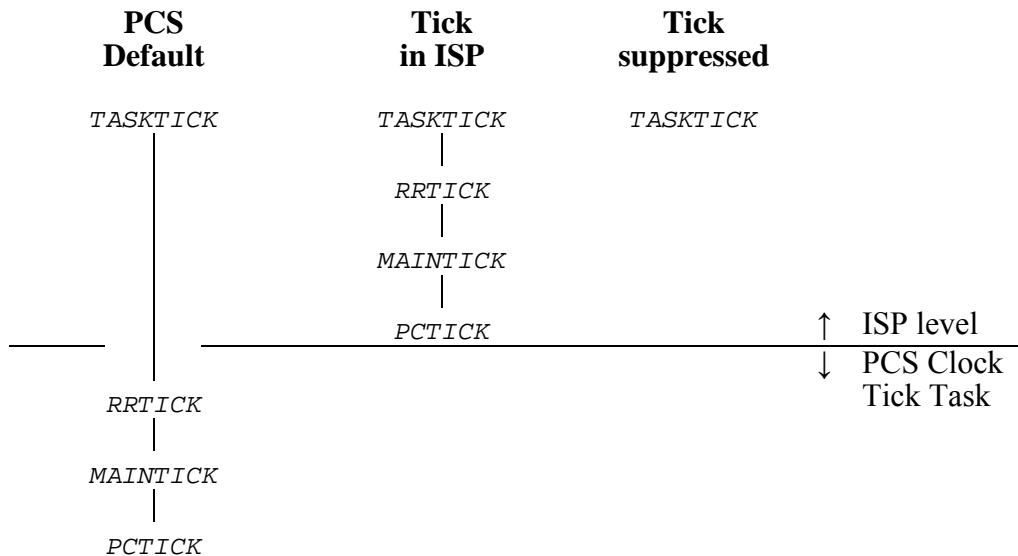 PCS Tick Tick
Default in ISP suppressed
TASKTICK TASKTICK TASKTICK
RRTICK
MAINTICK
PCTICK ↑ ISP level
↓ PCS Clock
RRTICK Tick Task
MAINTICK
PCTICK